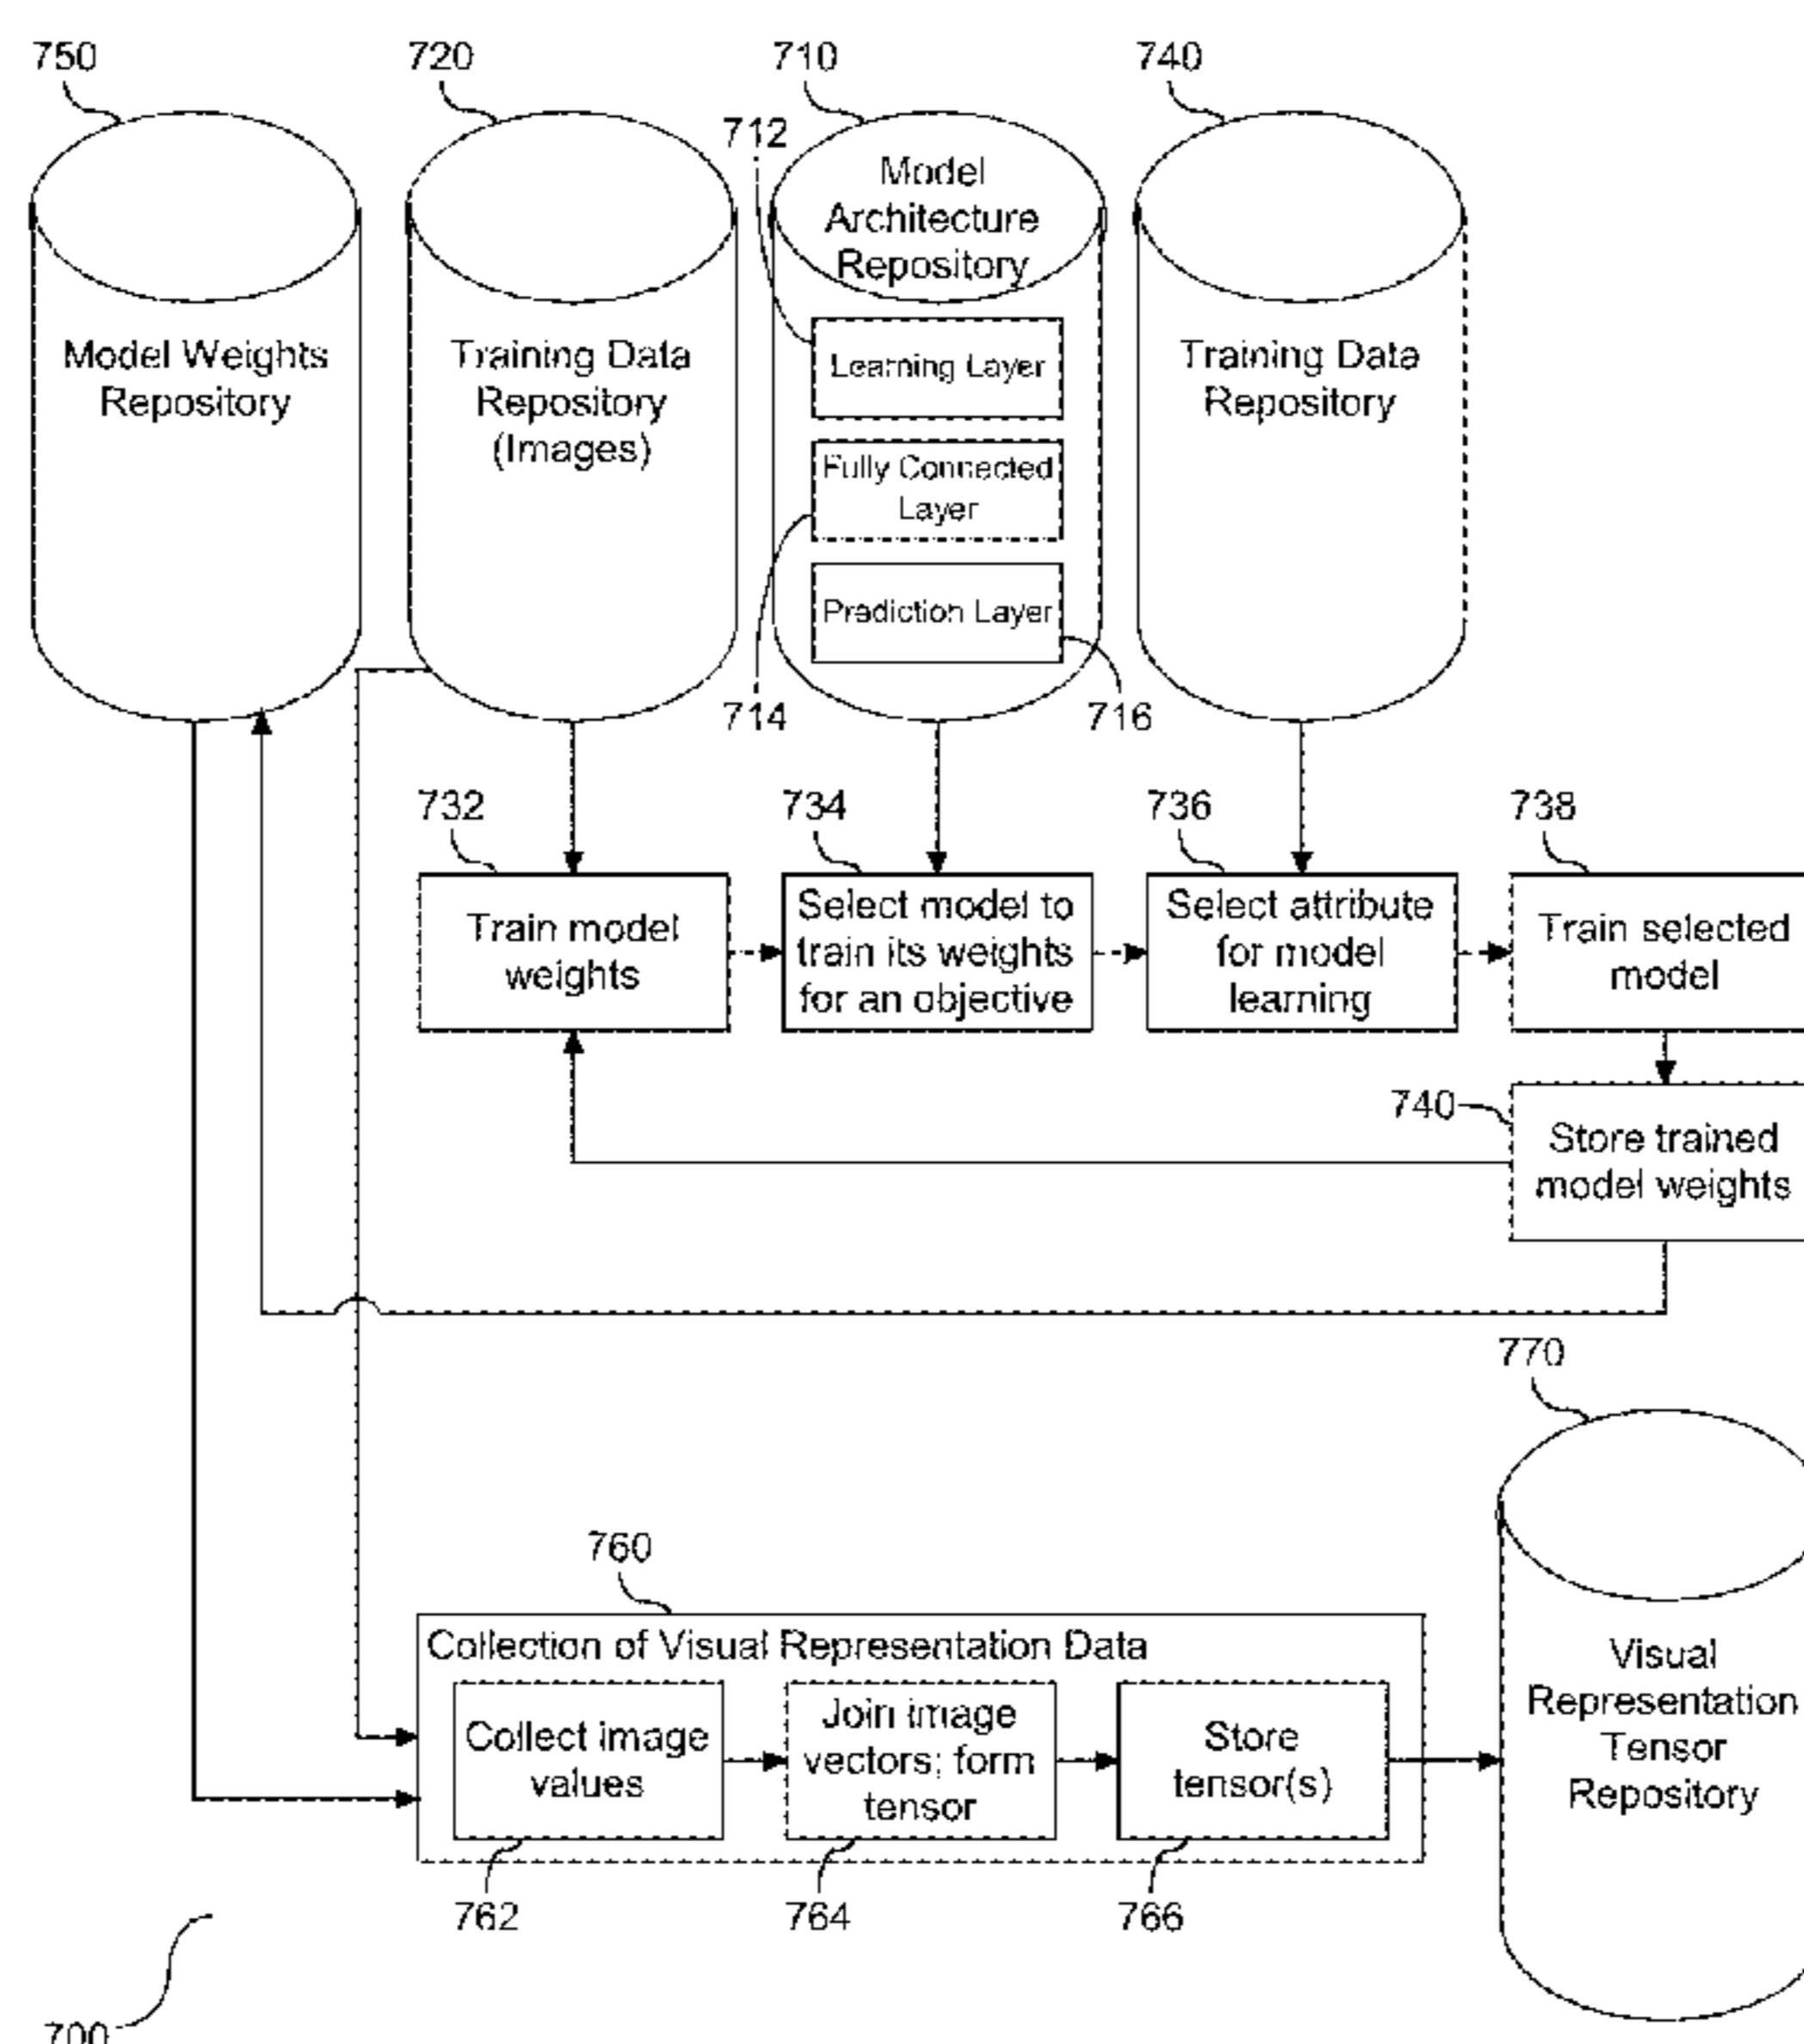 750
720
710
740
712
Model
Architecture
Repository
Model Weights
Repository
Training Data
Repository
(Images)
Learning Layer
Fully Connected
Layer
Prediction Layer
Training Data
Repository
714
716
732
734
736
738
Train model
weights
Select model to
train its weights
for an objective
Select attribute
for model
learning
Train selected
model
740
Store trained
model weights
770
760
Collection of Visual Representation Data
Collect image
values
Join image
vectors; form
tensor
Store
tensor(s)
Visual
Representation
Tensor
Repository
762
764
766
700